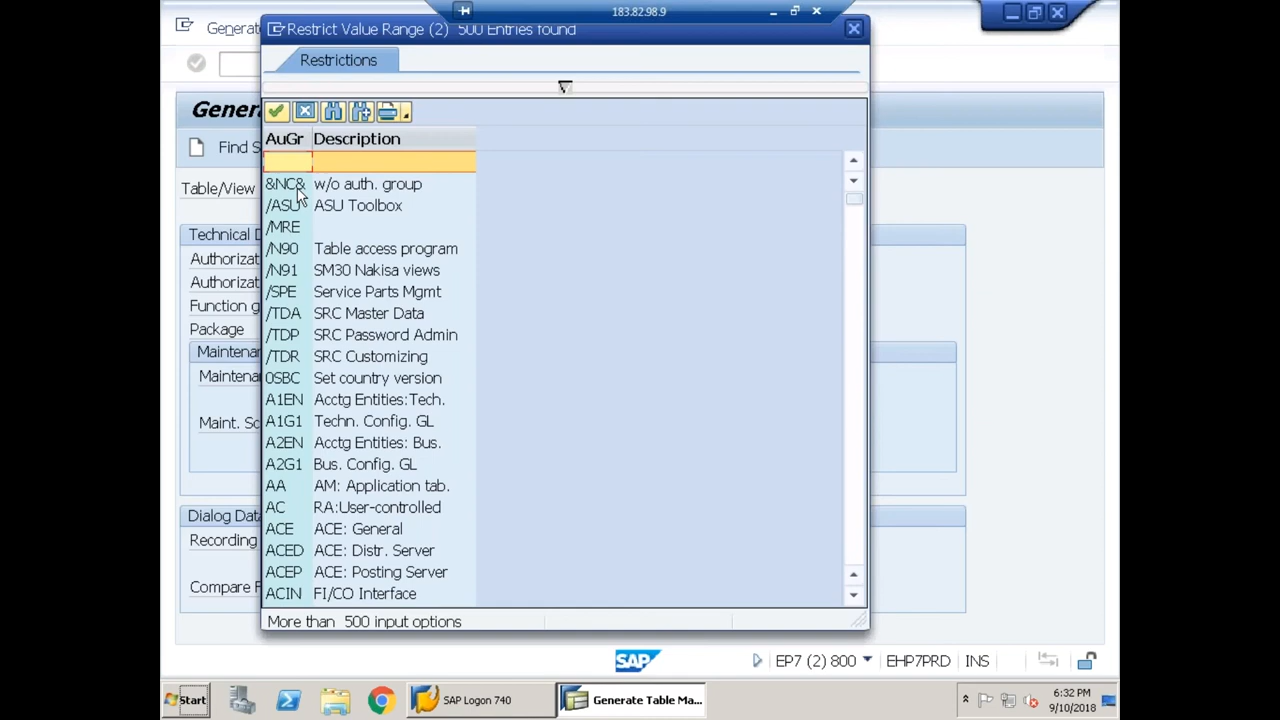 183.82.98.9
Generate
Restrict Value Range (2) 500 Entries found
Restrictions
Genera
Find S
Table/View
AuGr Description
&NC& w/o auth. group
/ASU ASU Toolbox
/MRE
/N90 Table access program
/N91 SM30 Nakisa views
/SPE Service Parts Mgmt
/TDA SRC Master Data
/TDP SRC Password Admin
/TDR SRC Customizing
0SBC Set country version
A1EN Acctg Entities:Tech.
A1G1 Techn. Config. GL
A2EN Acctg Entities: Bus.
A2G1 Bus. Config. GL
AA AM: Application tab.
AC RA:User-controlled
ACE ACE: General
ACED ACE: Distr. Server
ACEP ACE: Posting Server
ACIN FI/CO Interface
More than 500 input options
Technical D
Authorizat
Authorizat
Function g
Package
Maintenar
Maintenar
Maint. Sc
Dialog Data
Recording
Compare F
SAP
EP7 (2) 800 EHP7PRD INS
Start
SAP Logon 740
Generate Table Ma...
6:32 PM
9/10/2018